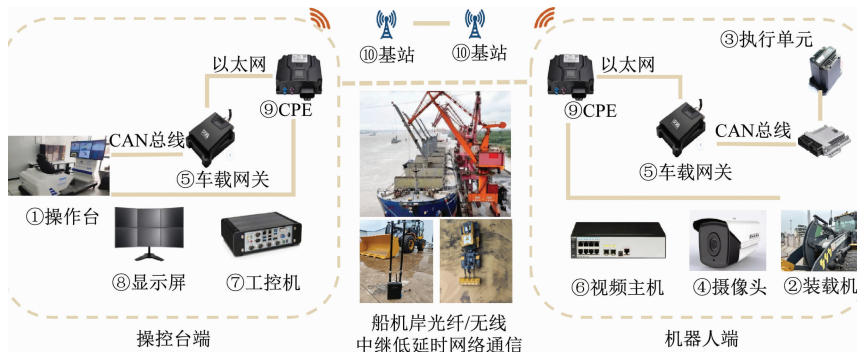 ⑩基站
⑩基站
③执行单元
以太网
⑨CPE
CAN总线
⑤车载网关
①操作台
⑧显示屏
⑦工控机
操控台端
船机岸光纤/无线
中继低延时网络通信
以太网
⑨CPE
CAN总线
⑤车载网关
⑥视频主机
④摄像头
②装载机
机器人端